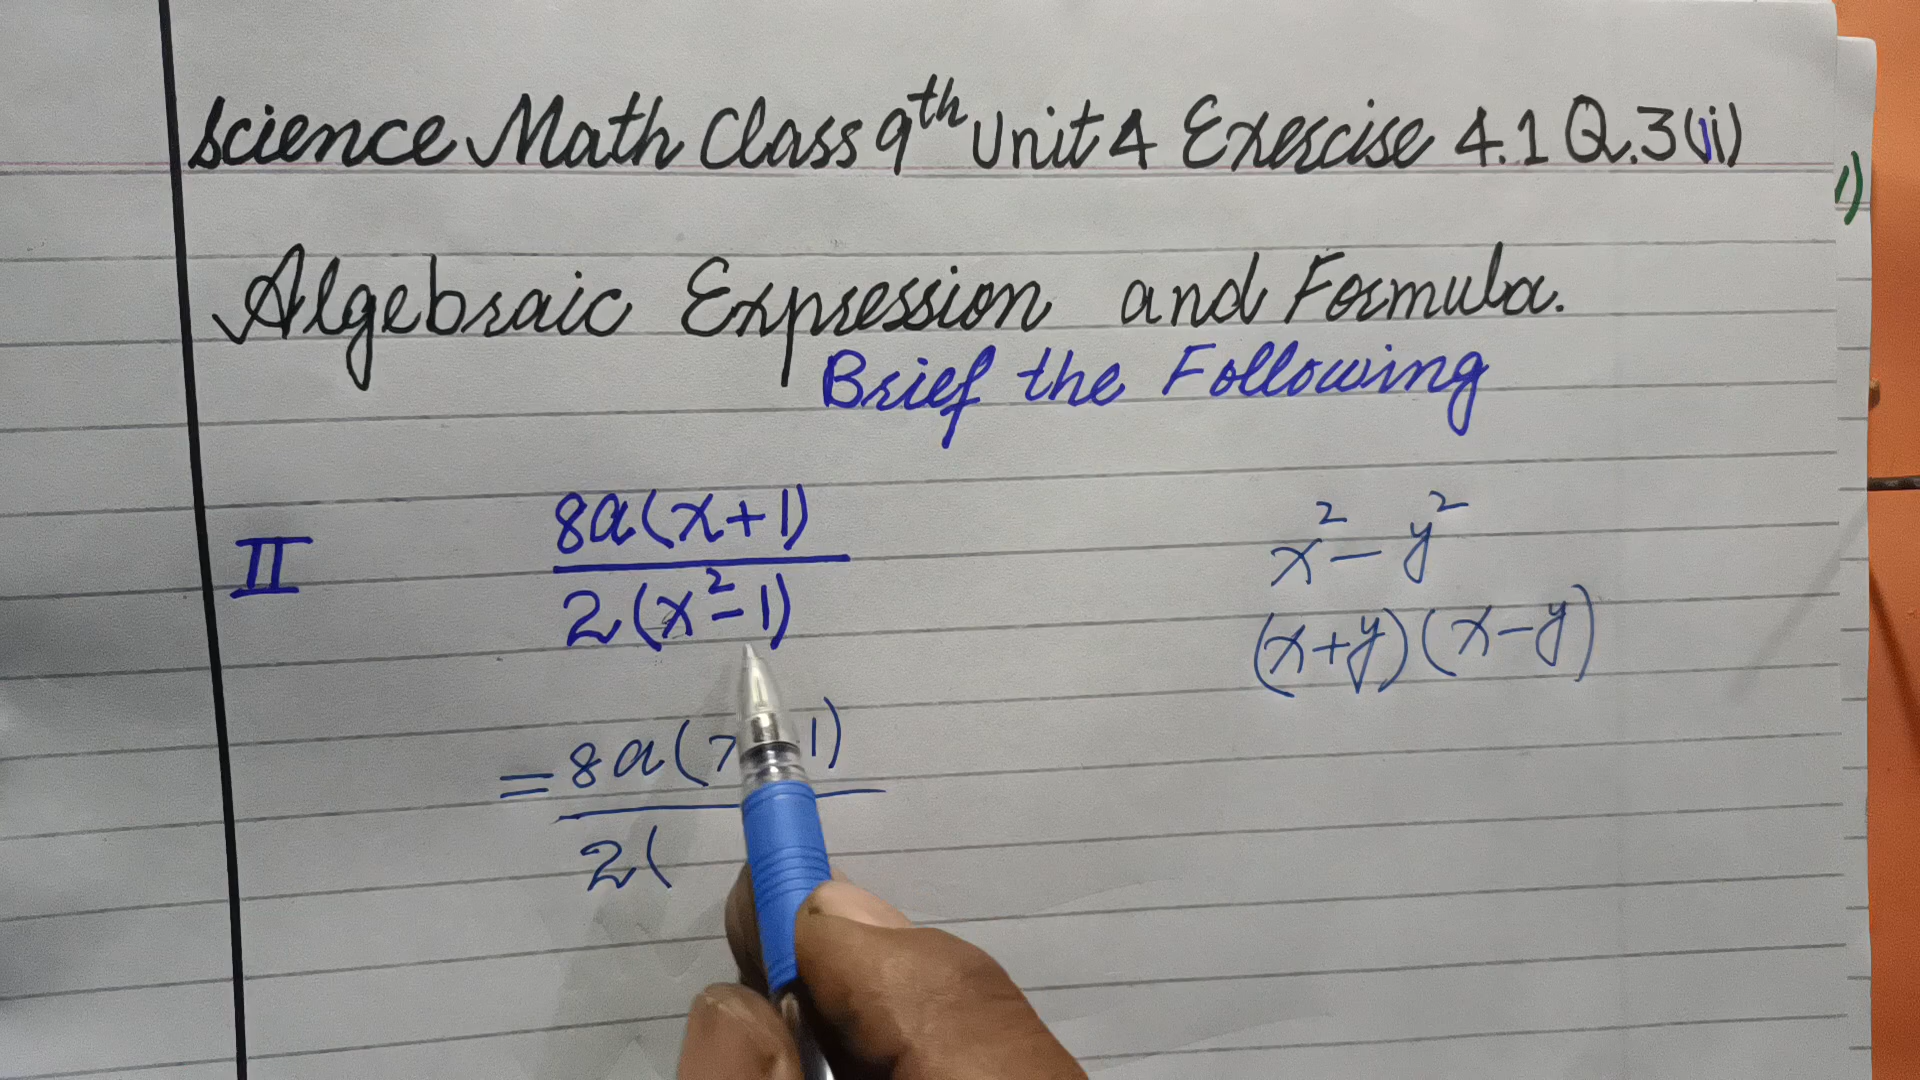 Science Math Class 9th Unit 4 Exercise 4.1 Q.3(ii)
Algebraic Expression and Formula.
Brief the Following
II 8a(x+1)
2(x²-1)
x² - y²
(x+y)(x-y)
= 8a(x 1)
2(